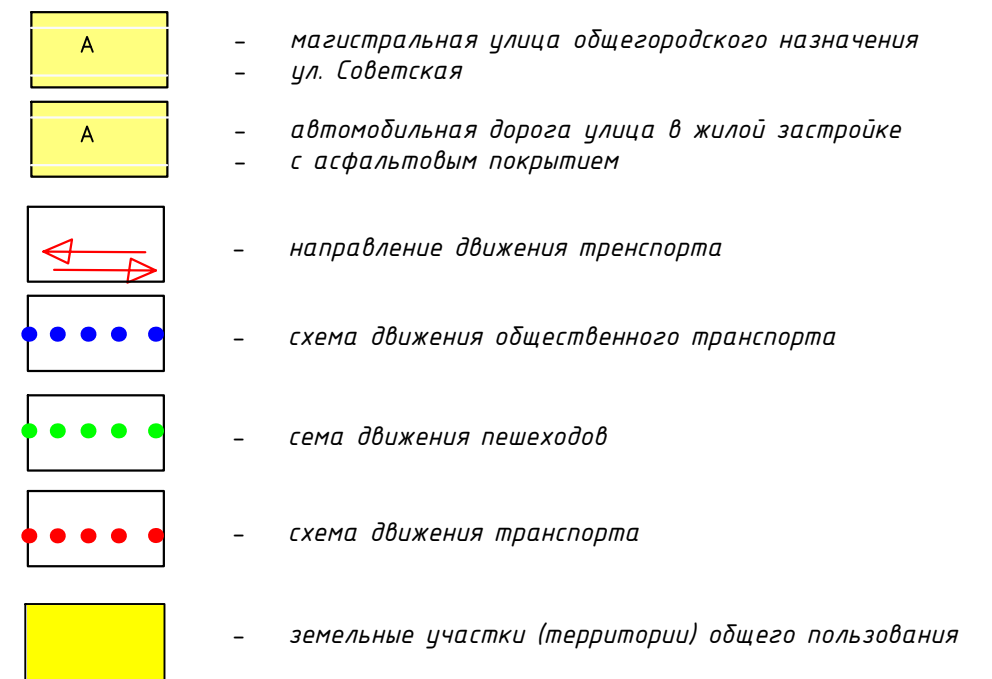 А - магистральная улица общегородского назначения
- ул. Советская
А - автомобильная дорога улица в жилой застройке
- с асфальтовым покрытием
- направление движения тренспорта
- схема движения общественного транспорта
- сема движения пешеходов
- схема движения транспорта
- земельные участки (территории) общего пользования